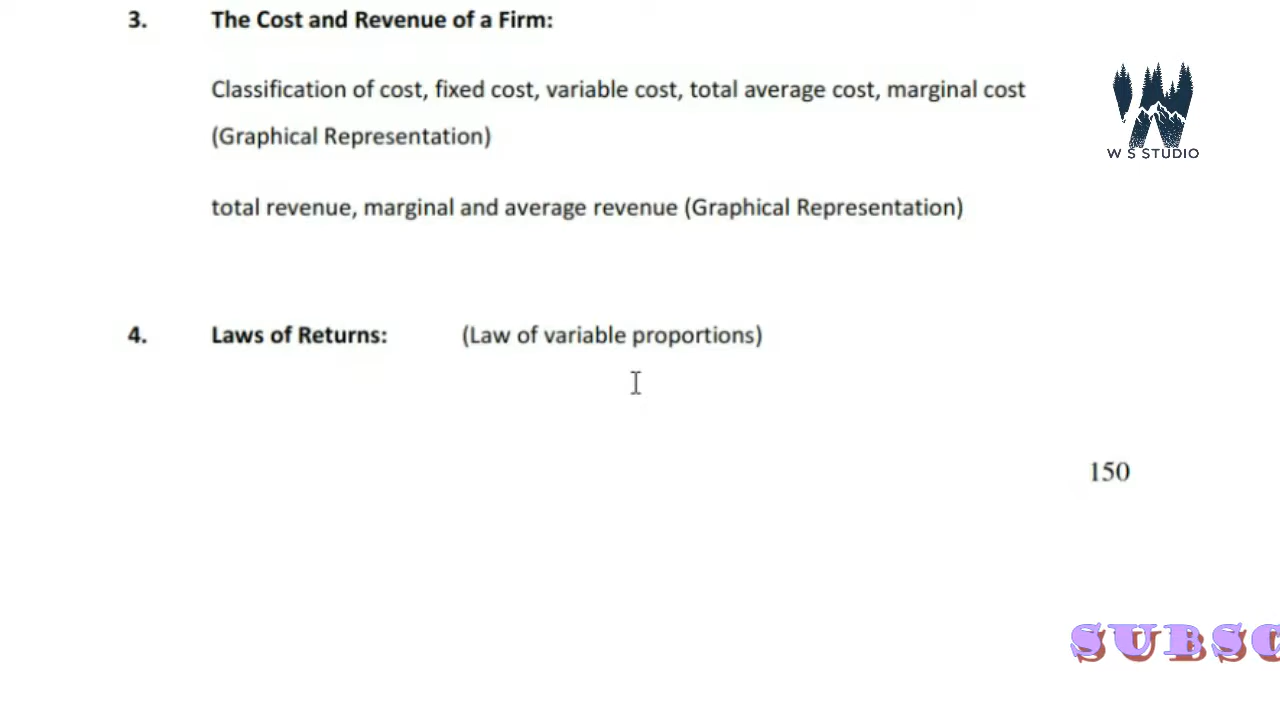 3. The Cost and Revenue of a Firm:
Classification of cost, fixed cost, variable cost, total average cost, marginal cost
(Graphical Representation)
W S STUDIO
total revenue, marginal and average revenue (Graphical Representation)
4. Laws of Returns: (Law of variable proportions)
150
SUBSC